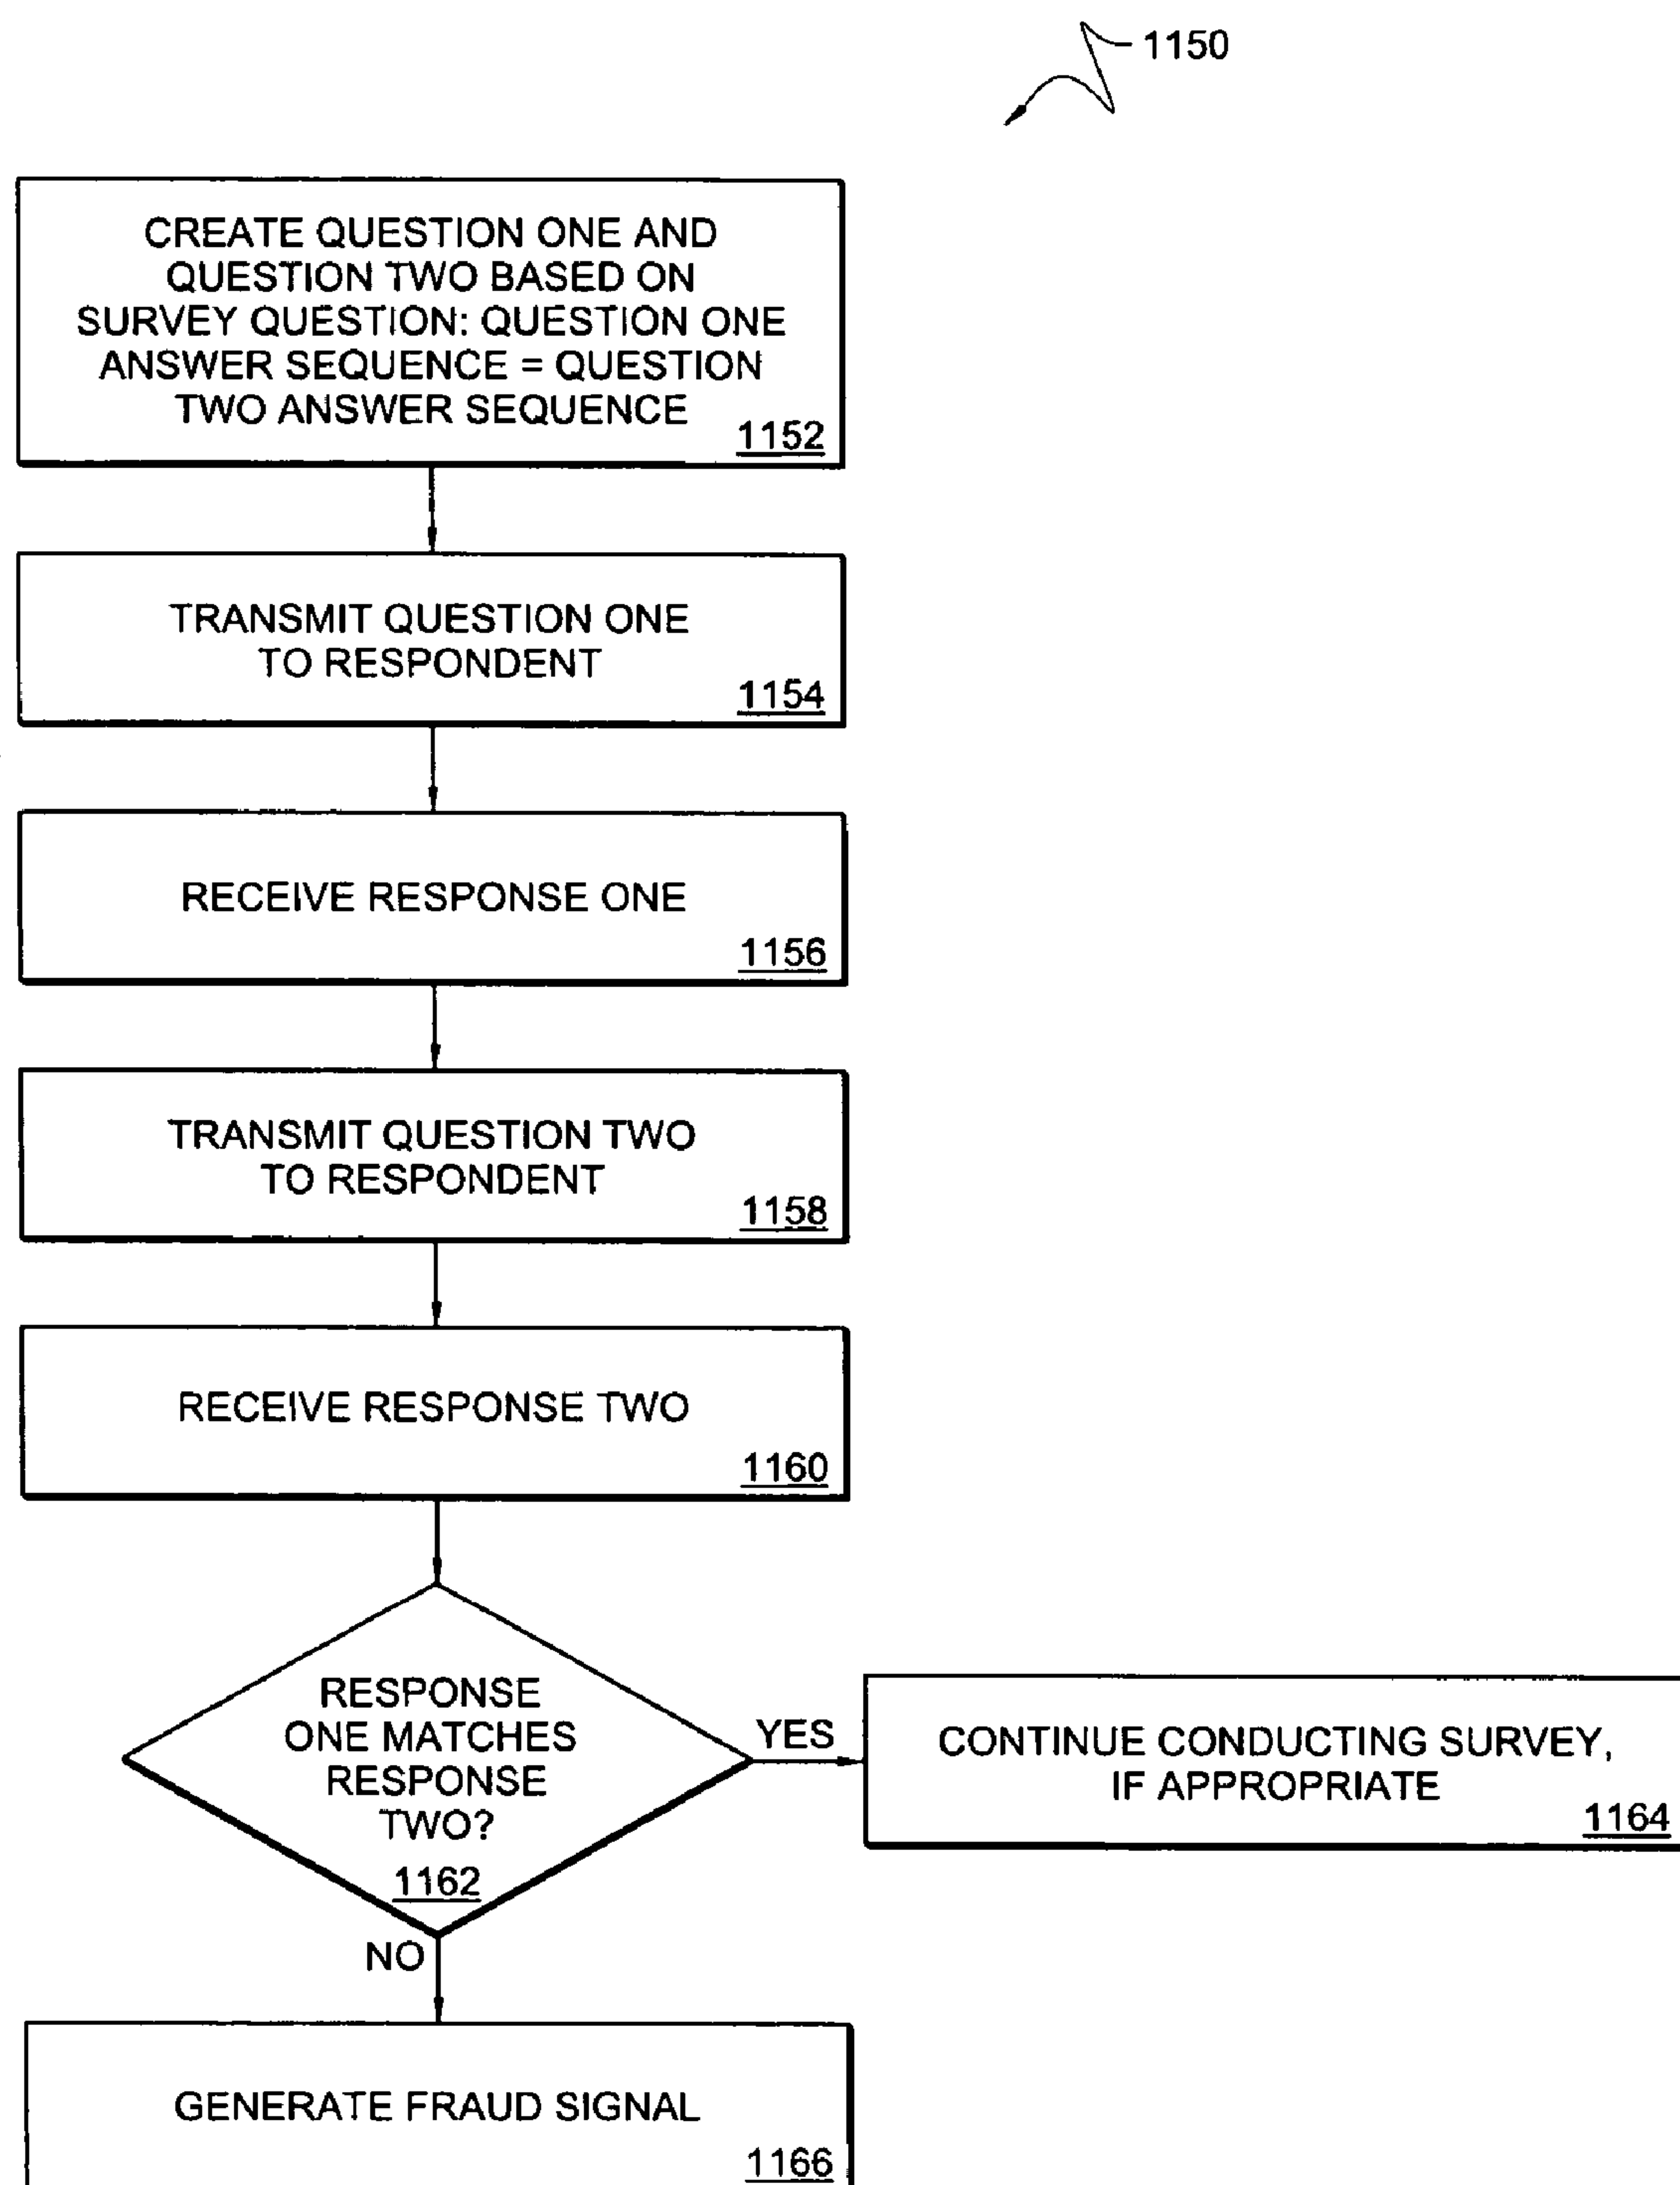 1150
CREATE QUESTION ONE AND
QUESTION TWO BASED ON
SURVEY QUESTION: QUESTION ONE
ANSWER SEQUENCE = QUESTION
TWO ANSWER SEQUENCE
1152
TRANSMIT QUESTION ONE
TO RESPONDENT
1154
RECEIVE RESPONSE ONE
1156
TRANSMIT QUESTION TWO
TO RESPONDENT
1158
RECEIVE RESPONSE TWO
1160
RESPONSE
ONE MATCHES
RESPONSE
TWO?
1162
YES
CONTINUE CONDUCTING SURVEY,
IF APPROPRIATE
1164
NO
GENERATE FRAUD SIGNAL
1166